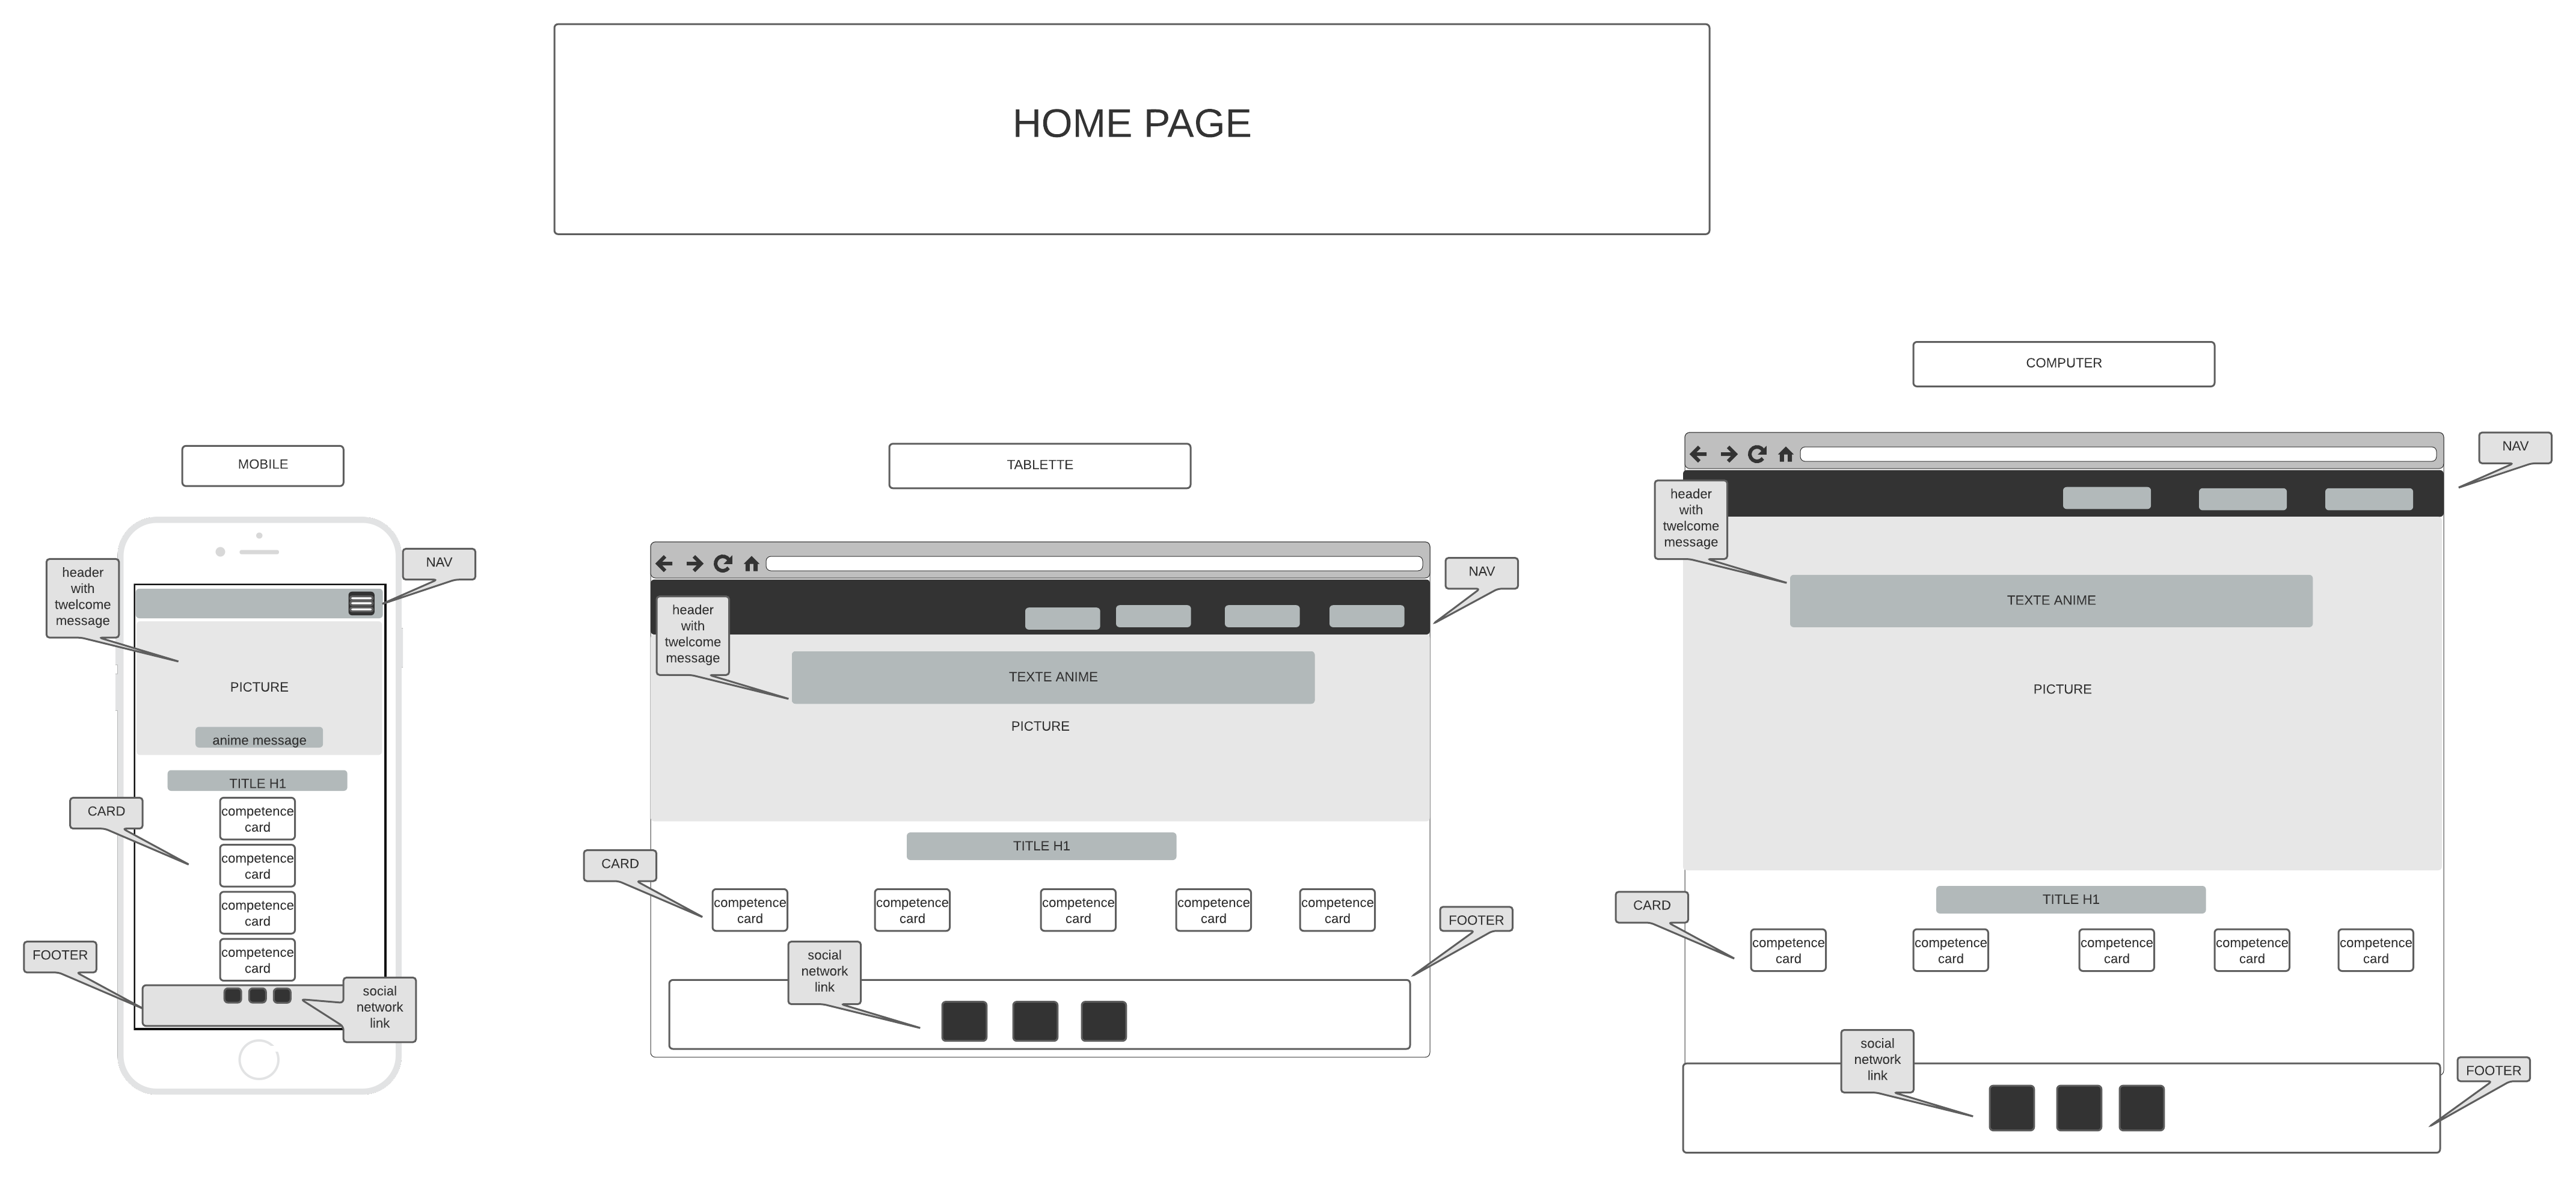 HOME PAGE
MOBILE
header
with
twelcome
message
NAV
PICTURE
anime message
TITLE H1
CARD
competence
card
competence
card
competence
card
competence
card
FOOTER
social
network
link
TABLETTE
NAV
header
with
twelcome
message
TEXTE ANIME
PICTURE
TITLE H1
CARD
competence
card
competence
card
competence
card
competence
card
competence
card
FOOTER
social
network
link
COMPUTER
NAV
header
with
twelcome
message
TEXTE ANIME
PICTURE
TITLE H1
CARD
competence
card
competence
card
competence
card
competence
card
competence
card
social
network
link
FOOTER